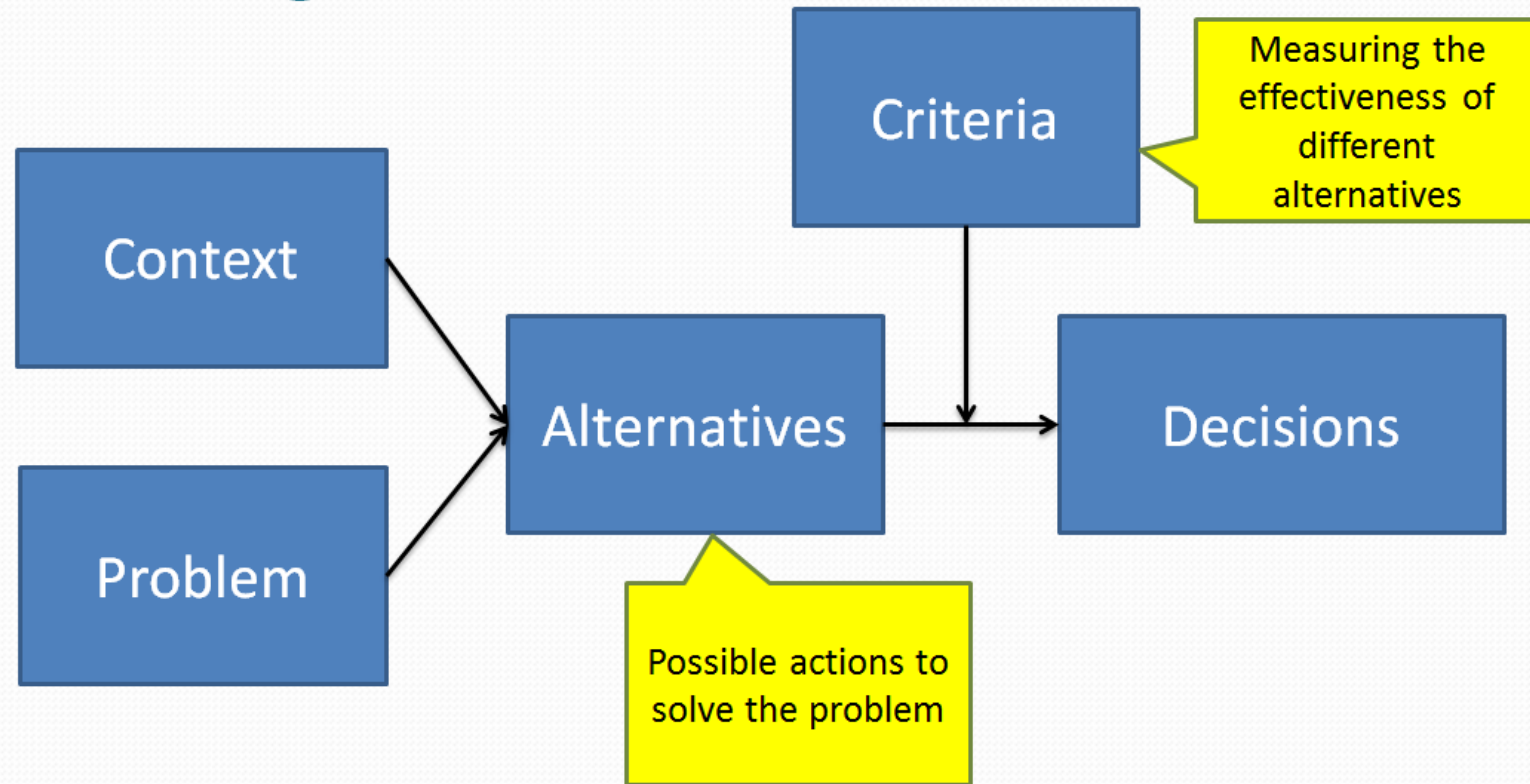 Criteria
Measuring the
effectiveness of
different
alternatives
Context
Alternatives
Decisions
Problem
Possible actions to
solve the problem